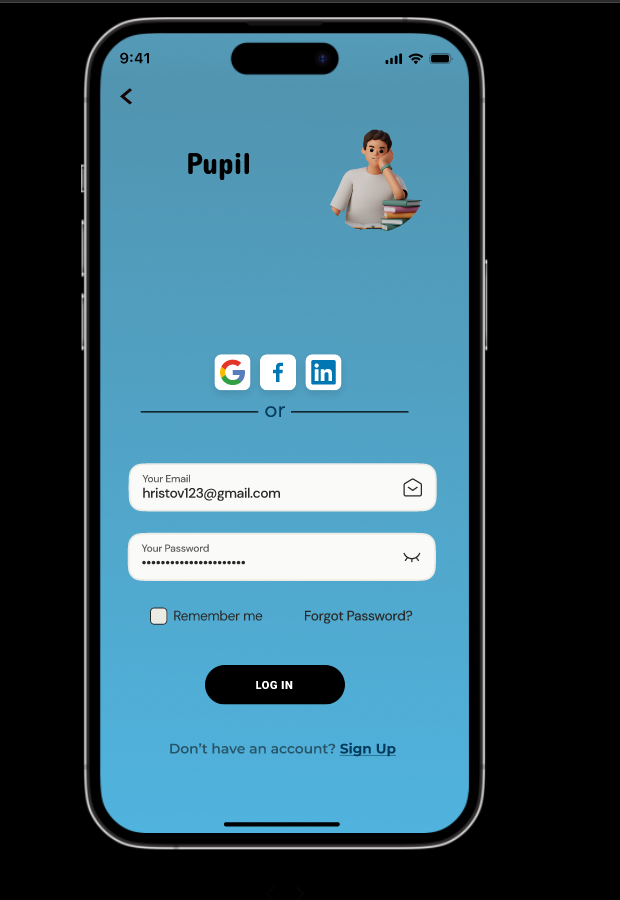 9:41
Pupil
or
Your Email
hristov123@gmail.com
Your Password
••••••••••••••••••••••
Remember me
Forgot Password?
LOG IN
Don't have an account? Sign Up